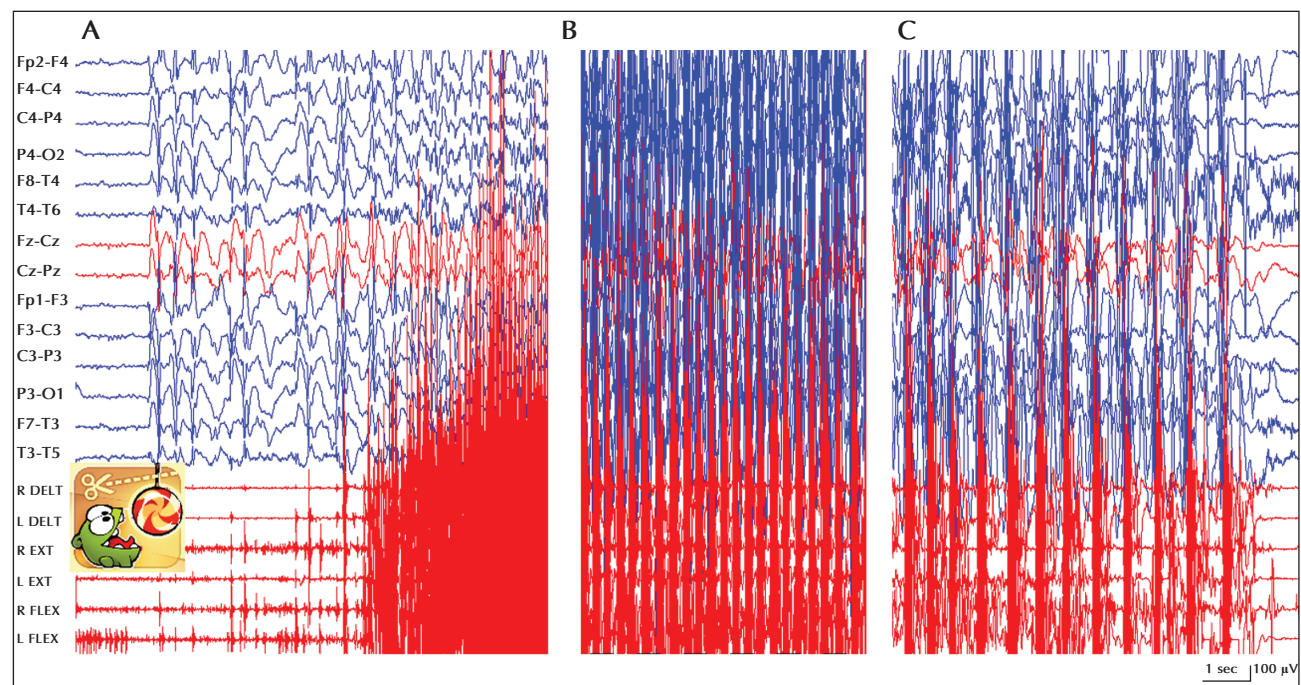 A B C
Fp2-F4
F4-C4
C4-P4
P4-O2
F8-T4
T4-T6
Fz-Cz
Cz-Pz
Fp1-F3
F3-C3
C3-P3
P3-O1
F7-T3
T3-T5
R DELT
L DELT
R EXT
L EXT
R FLEX
L FLEX
1 sec 100 µV